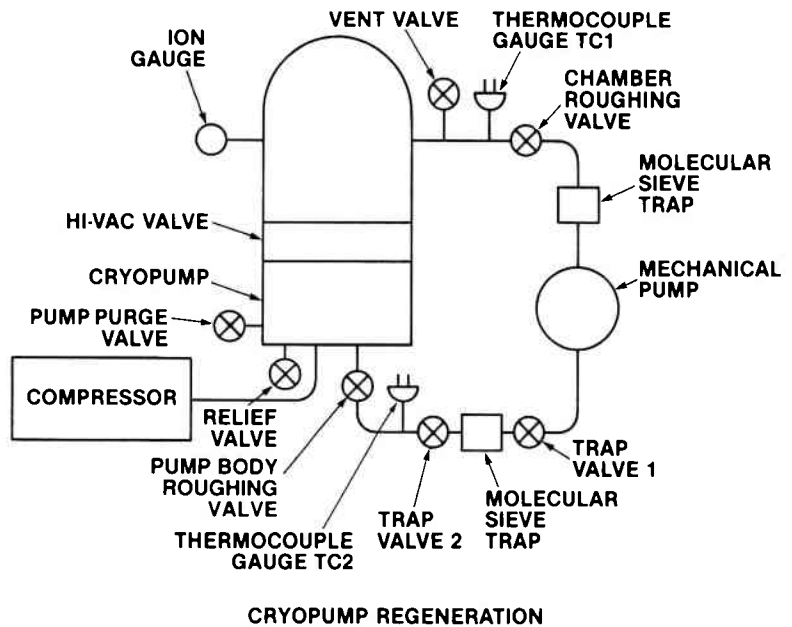 ION
GAUGE
VENT VALVE
THERMOCOUPLE
GAUGE TC1
CHAMBER
ROUGHING
VALVE
MOLECULAR
SIEVE
TRAP
HI-VAC VALVE
CRYOPUMP
MECHANICAL
PUMP
PUMP PURGE
VALVE
COMPRESSOR
RELIEF
VALVE
PUMP BODY
ROUGHING
VALVE
THERMOCOUPLE
GAUGE TC2
TRAP
VALVE 2
MOLECULAR
SIEVE
TRAP
TRAP
VALVE 1
CRYOPUMP REGENERATION